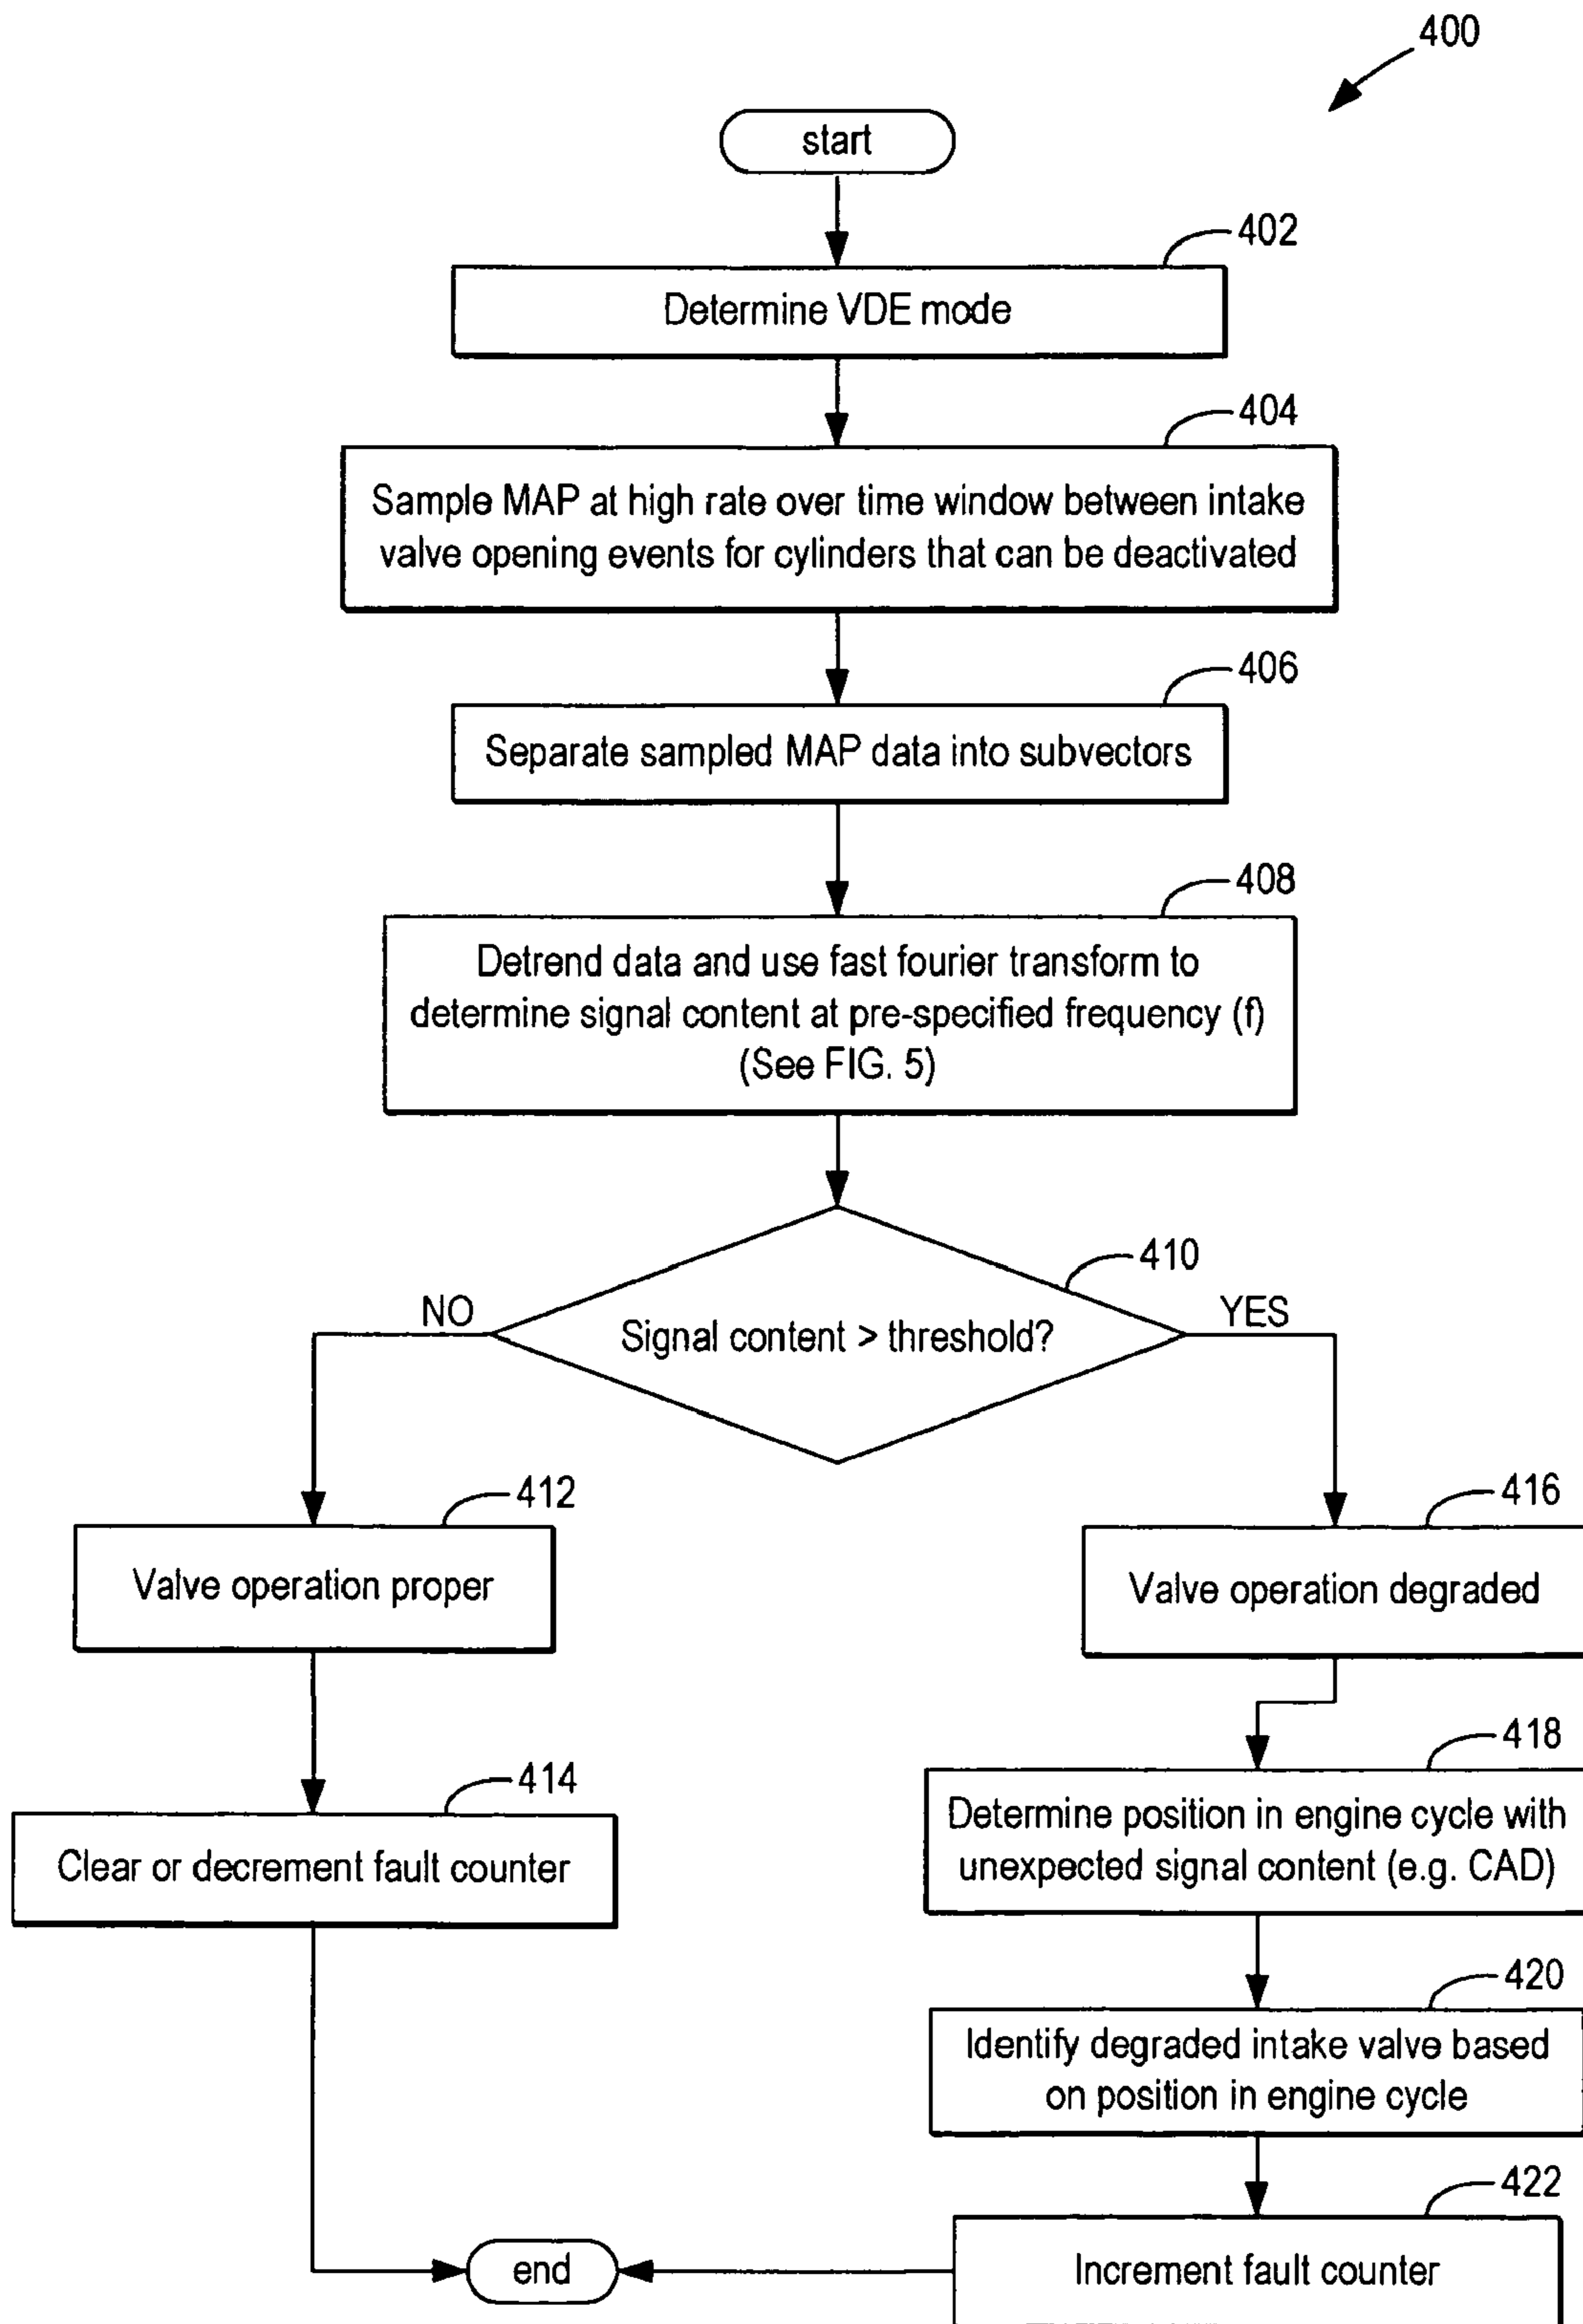 400
start
402
Determine VDE mode
404
Sample MAP at high rate over time window between intake
valve opening events for cylinders that can be deactivated
406
Separate sampled MAP data into subvectors
408
Detrend data and use fast fourier transform to
determine signal content at pre-specified frequency (f)
(See FIG. 5)
410
NO
Signal content > threshold?
YES
412
Valve operation proper
416
Valve operation degraded
414
Clear or decrement fault counter
418
Determine position in engine cycle with
unexpected signal content (e.g. CAD)
420
Identify degraded intake valve based
on position in engine cycle
422
Increment fault counter
end